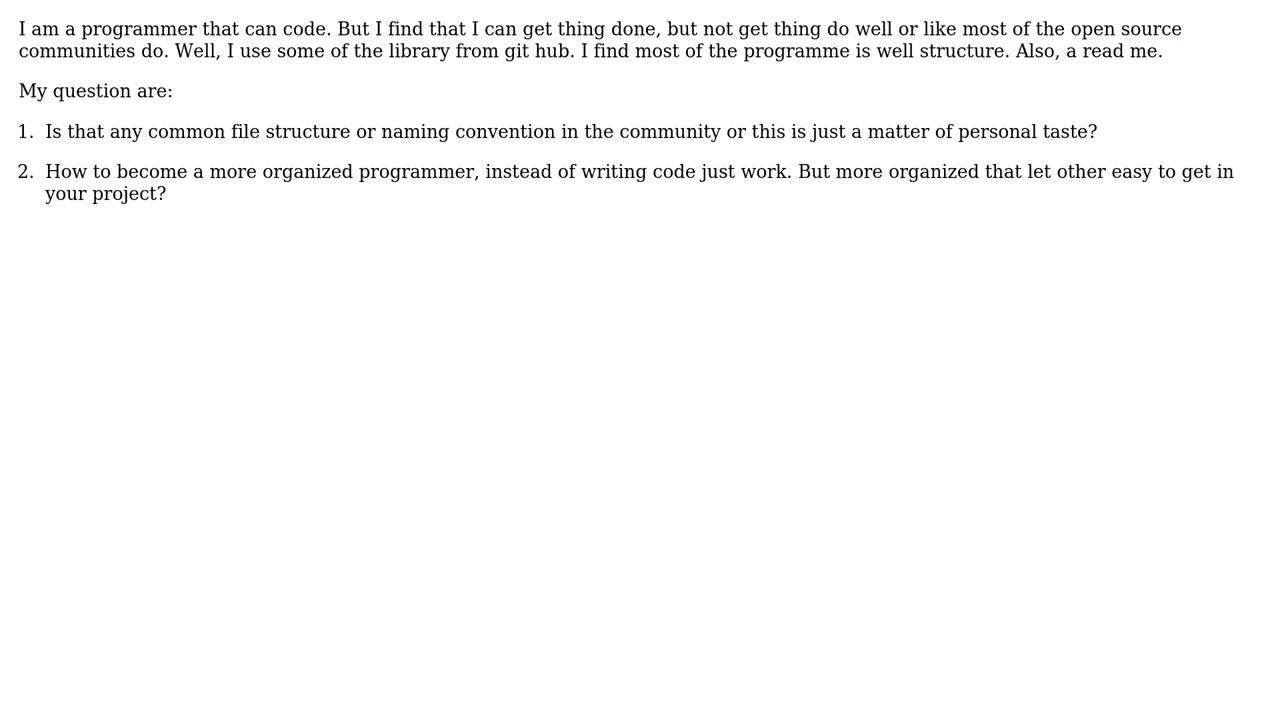 I am a programmer that can code. But I find that I can get thing done, but not get thing do well or like most of the open source
communities do. Well, I use some of the library from git hub. I find most of the programme is well structure. Also, a read me.
My question are:
1. Is that any common file structure or naming convention in the community or this is just a matter of personal taste?
2. How to become a more organized programmer, instead of writing code just work. But more organized that let other easy to get in
your project?